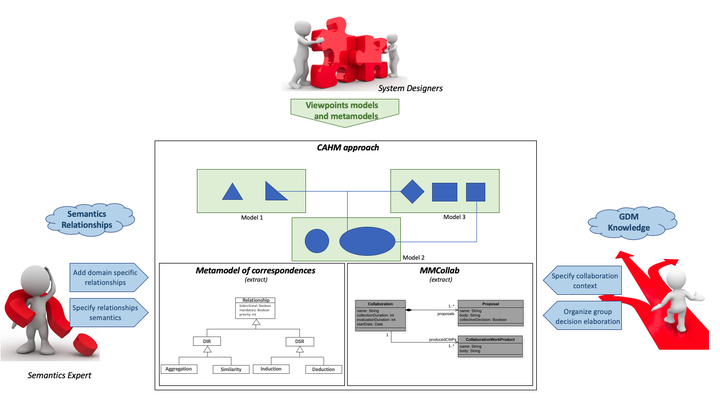 System Designers
Viewpoints models
and metamodels
CAHM approach
Model 1
Model 3
Model 2
Semantics
Relationships
GDM
Knowledge
Add domain specific
relationships
Specify relationships
semantics
Semantics Expert
Metamodel of correspondences
(extract)
Relationship
bidirectional: Boolean
mandatory: Boolean
priority: Int
DIR
DSR
Aggregation
Similarity
Induction
Deduction
MMCollab
(extract)
Collaboration
name: String
collectionDuration: Int
evaluationDuration: Int
startDate: Date
1..*
proposals
Proposal
name: String
body: String
collectiveDecision: Boolean
1
producedCWPs
1..*
CollaborationWorkProduct
name: String
body: String
Specify collaboration
context
Organize group
decision elaboration